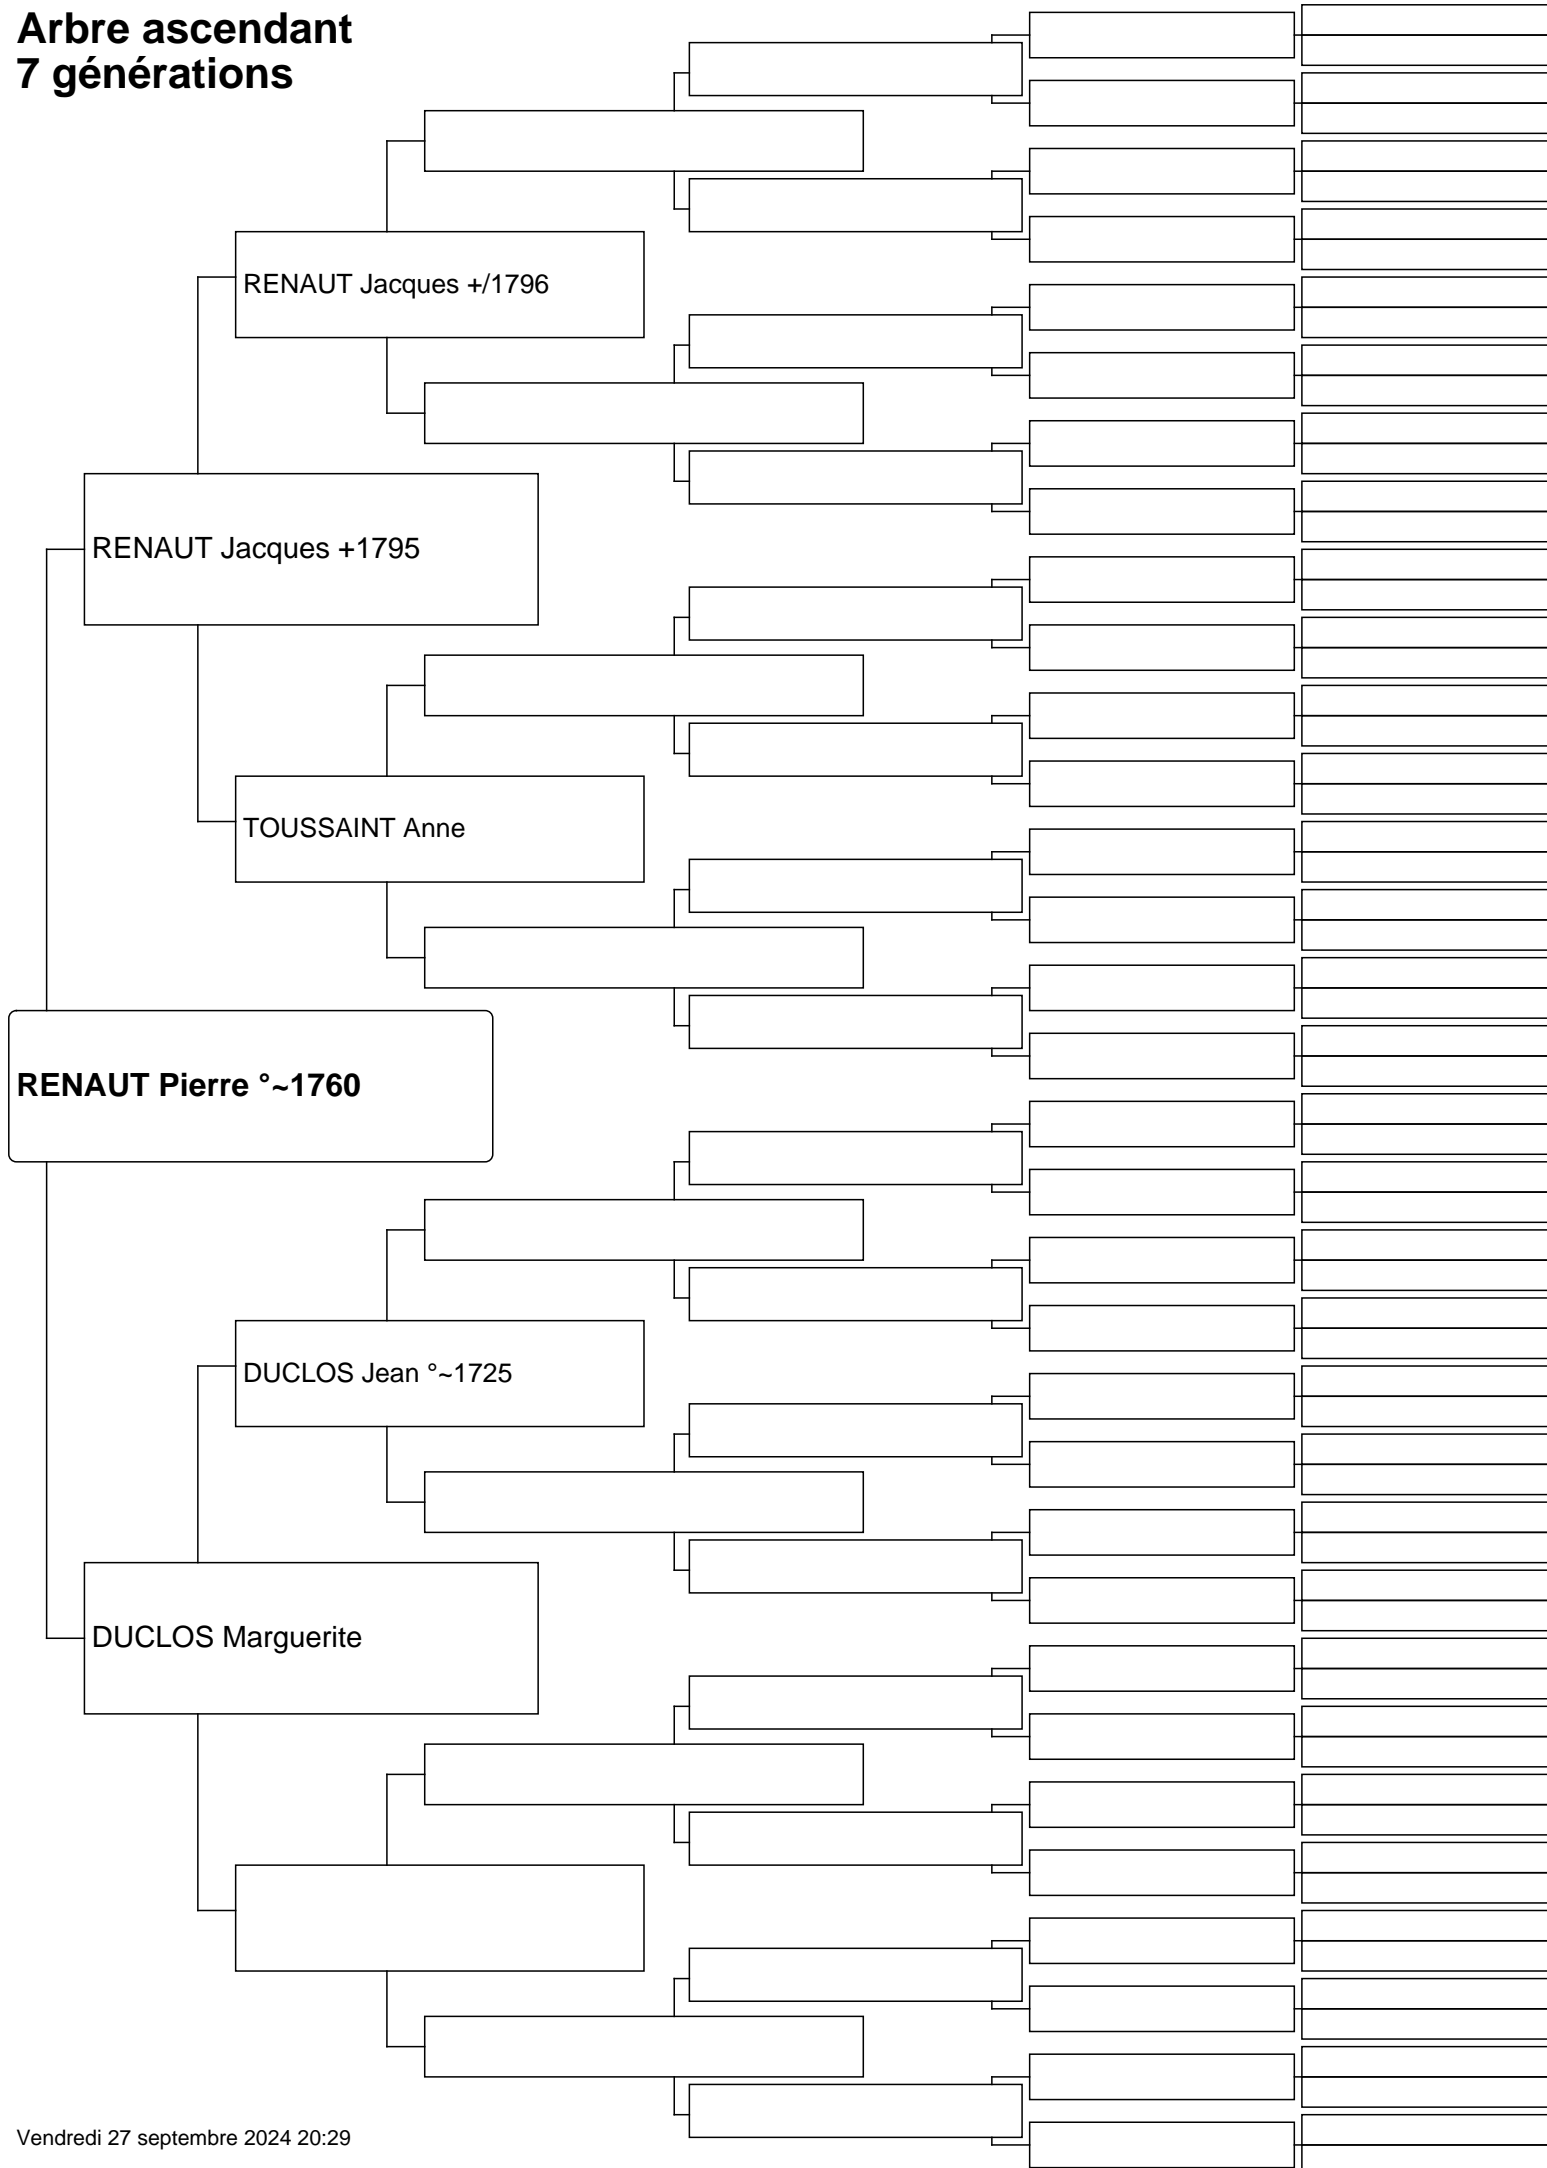 Arbre ascendant
7 générations
RENAUT Jacques +/1796
RENAUT Jacques +1795
TOUSSAINT Anne
RENAUT Pierre °~1760
DUCLOS Jean °~1725
DUCLOS Marguerite
Vendredi 27 septembre 2024 20:29